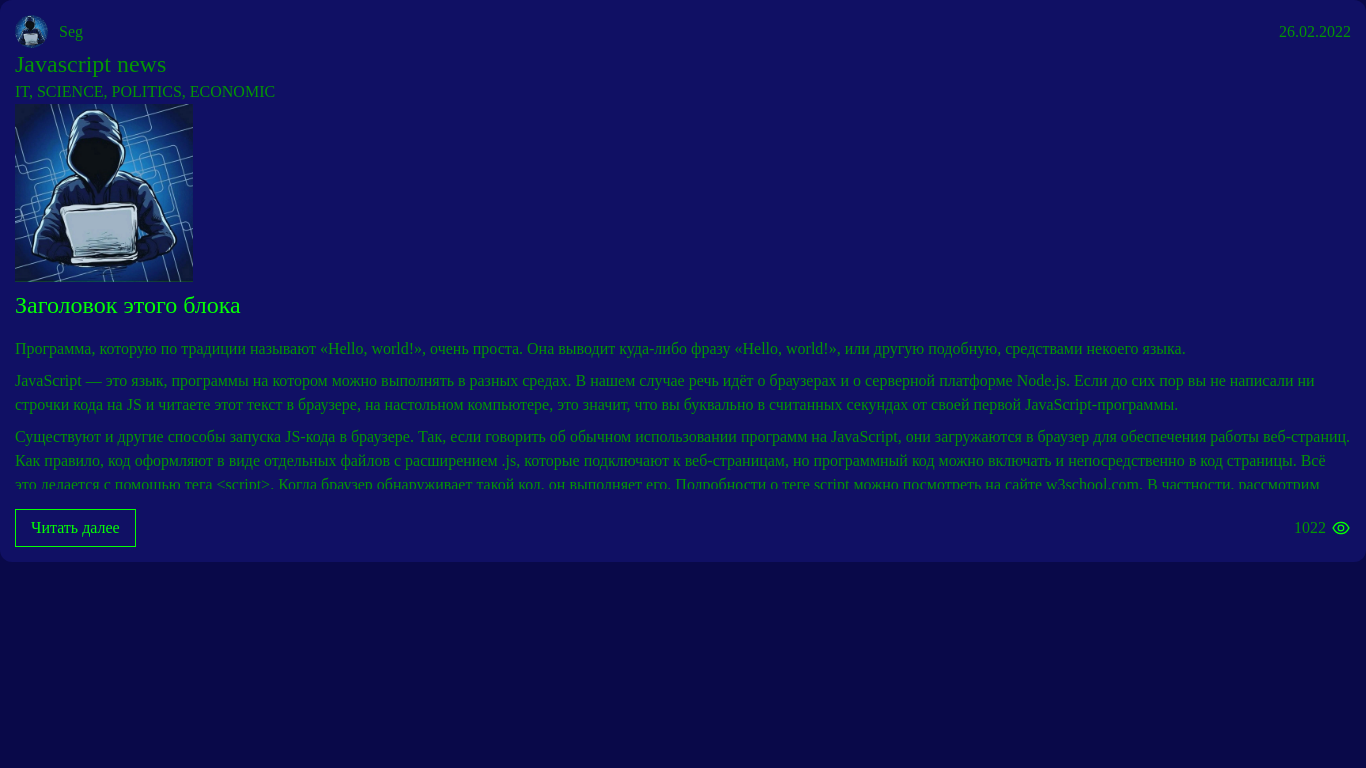 Seg
26.02.2022
Javascript news
IT, SCIENCE, POLITICS, ECONOMIC
Заголовок этого блока
Программа, которую по традиции называют «Hello, world!», очень проста. Она выводит куда-либо фразу «Hello, world!», или другую подобную, средствами некоего языка.
JavaScript — это язык, программы на котором можно выполнять в разных средах. В нашем случае речь идёт о браузерах и о серверной платформе Node.js. Если до сих пор вы не написали ни
строчки кода на JS и читаете этот текст в браузере, на настольном компьютере, это значит, что вы буквально в считанных секундах от своей первой JavaScript-программы.
Существуют и другие способы запуска JS-кода в браузере. Так, если говорить об обычном использовании программ на JavaScript, они загружаются в браузер для обеспечения работы веб-страниц.
Как правило, код оформляют в виде отдельных файлов с расширением .js, которые подключают к веб-страницам, но программный код можно включать и непосредственно в код страницы. Всё
это делается с помощью тега <script>. Когда браузер обнаруживает такой код, он выполняет его. Подробности о теге script можно посмотреть на сайте w3school.com. В частности, рассмотрим
Читать далее
1022